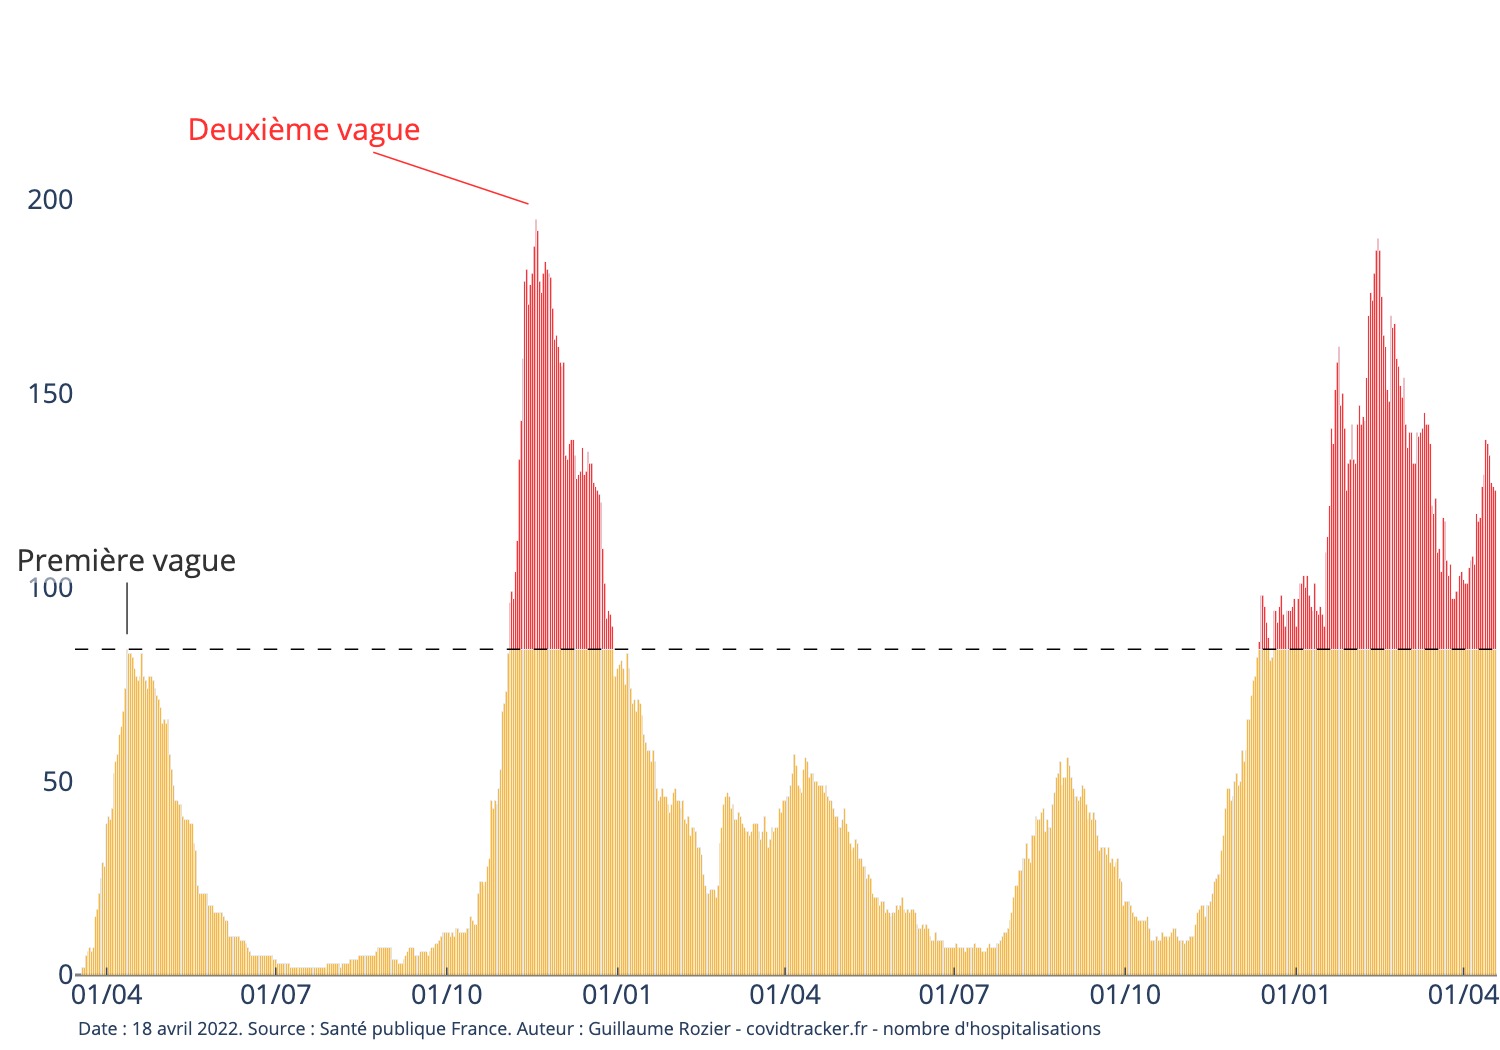 Deuxième vague
200
150
Première vague
100
50
0
01/04 01/07 01/10 01/01 01/04 01/07 01/10 01/01 01/04
Date : 18 avril 2022. Source : Santé publique France. Auteur : Guillaume Rozier - covidtracker.fr - nombre d'hospitalisations